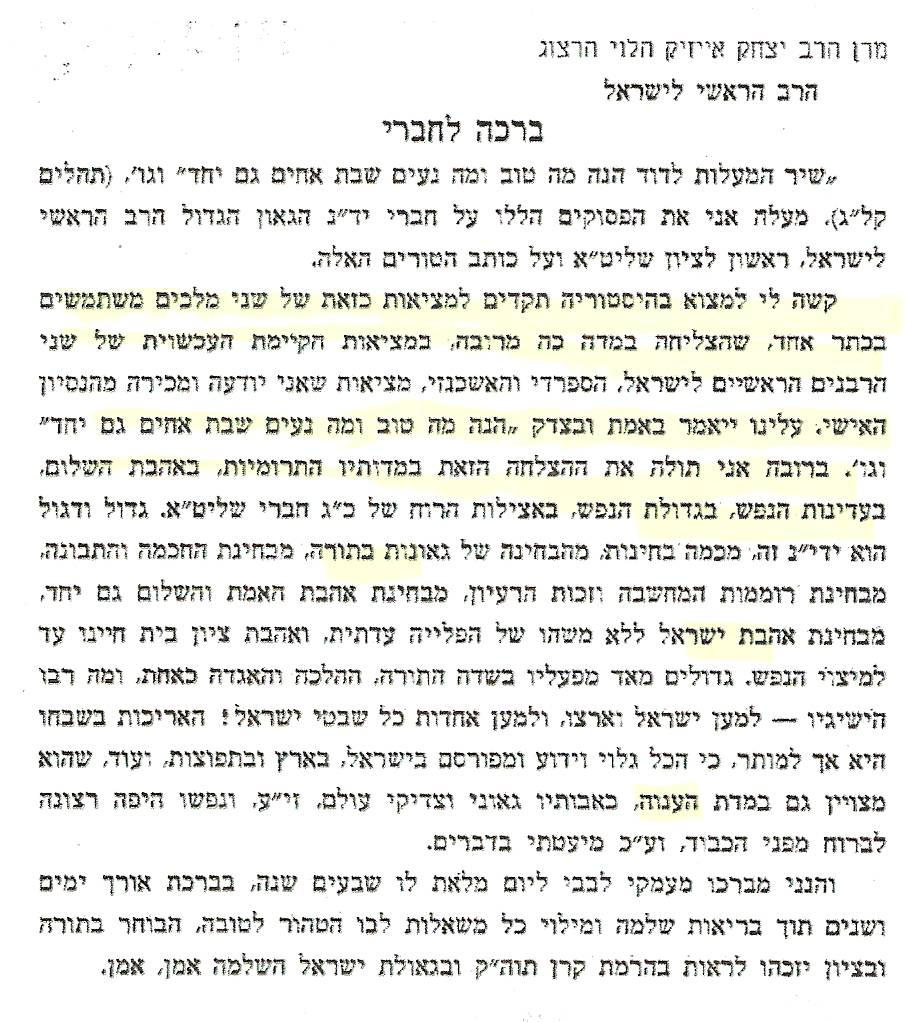 מרן הרב יצחק אייזיק הלוי הרצוג
הרב הראשי לישראל
ברכה לחברי
„שיר המעלות לדוד הנה מה טוב ומה נעים שבת אחים גם יחד" וגו', (תהלים
קל"ג). מעלה אני את הפסוקים הללו על חברי יד"נ הגאון הגדול הרב הראשי
לישראל, ראשון לציון שליט"א ועל כותב הטורים האלה.
קשה לי למצוא בהיסטוריה תקדים למציאות כזאת של שני מלכים משתמשים
בכתר אחד, שהצליחה במדה כה מרובה, במציאות הקיימת העכשוית של שני
הרבנים הראשיים לישראל, הספרדי והאשכנזי, מציאות שאני יודעה ומכירה מהנסיון
האישי. עלינו ייאמר באמת ובצדק „הנה מה טוב ומה נעים שבת אחים גם יחד"
וגו'. ברובה אני תולה את ההצלחה הזאת במדותיו התרומיות, באהבת השלום,
בעדינות הנפש, בגדולת הנפש, באצילות הרוח של כ"ג חברי שליט"א. גדול ודגול
הוא ידי"נ זה, מכמה בחינות, מהבחינה של גאונות בתורה, מבחינת החכמה והתבונה,
מבחינת רוממות המחשבה וזכות הרעיון, מבחינת אהבת האמת והשלום גם יחד,
מבחינת אהבת ישראל ללא משהו של הפלייה עדתית, ואהבת ציון בית חיינו עד
למיצוי הנפש. גדולים מאד מפעליו בשדה התורה, ההלכה והאגדה כאחת, ומה רבו
הישיגיו — למען ישראל וארצו, ולמען אחדות כל שבטי ישראל! האריכות בשבחו
היא אך למותר, כי הכל גלוי וידוע ומפורסם בישראל, בארץ ובתפוצות, ועוד, שהוא
מצויין גם במדת הענוה, כאבותיו גאוני וצדיקי עולם, זי"ע, ונפשו היפה רצונה
לברוח מפני הכבוד, וע"כ מיעטתי בדברים.
והנני מברכו מעמקי לבבי ליום מלאת לו שבעים שנה, בברכת אורך ימים
ושנים תוך בריאות שלמה ומילוי כל משאלות לבו הטהור לטובה, הבוחר בתורה
ובציון יזכהו לראות בהרמת קרן תוה"ק ובגאולת ישראל השלמה אמן, אמן.